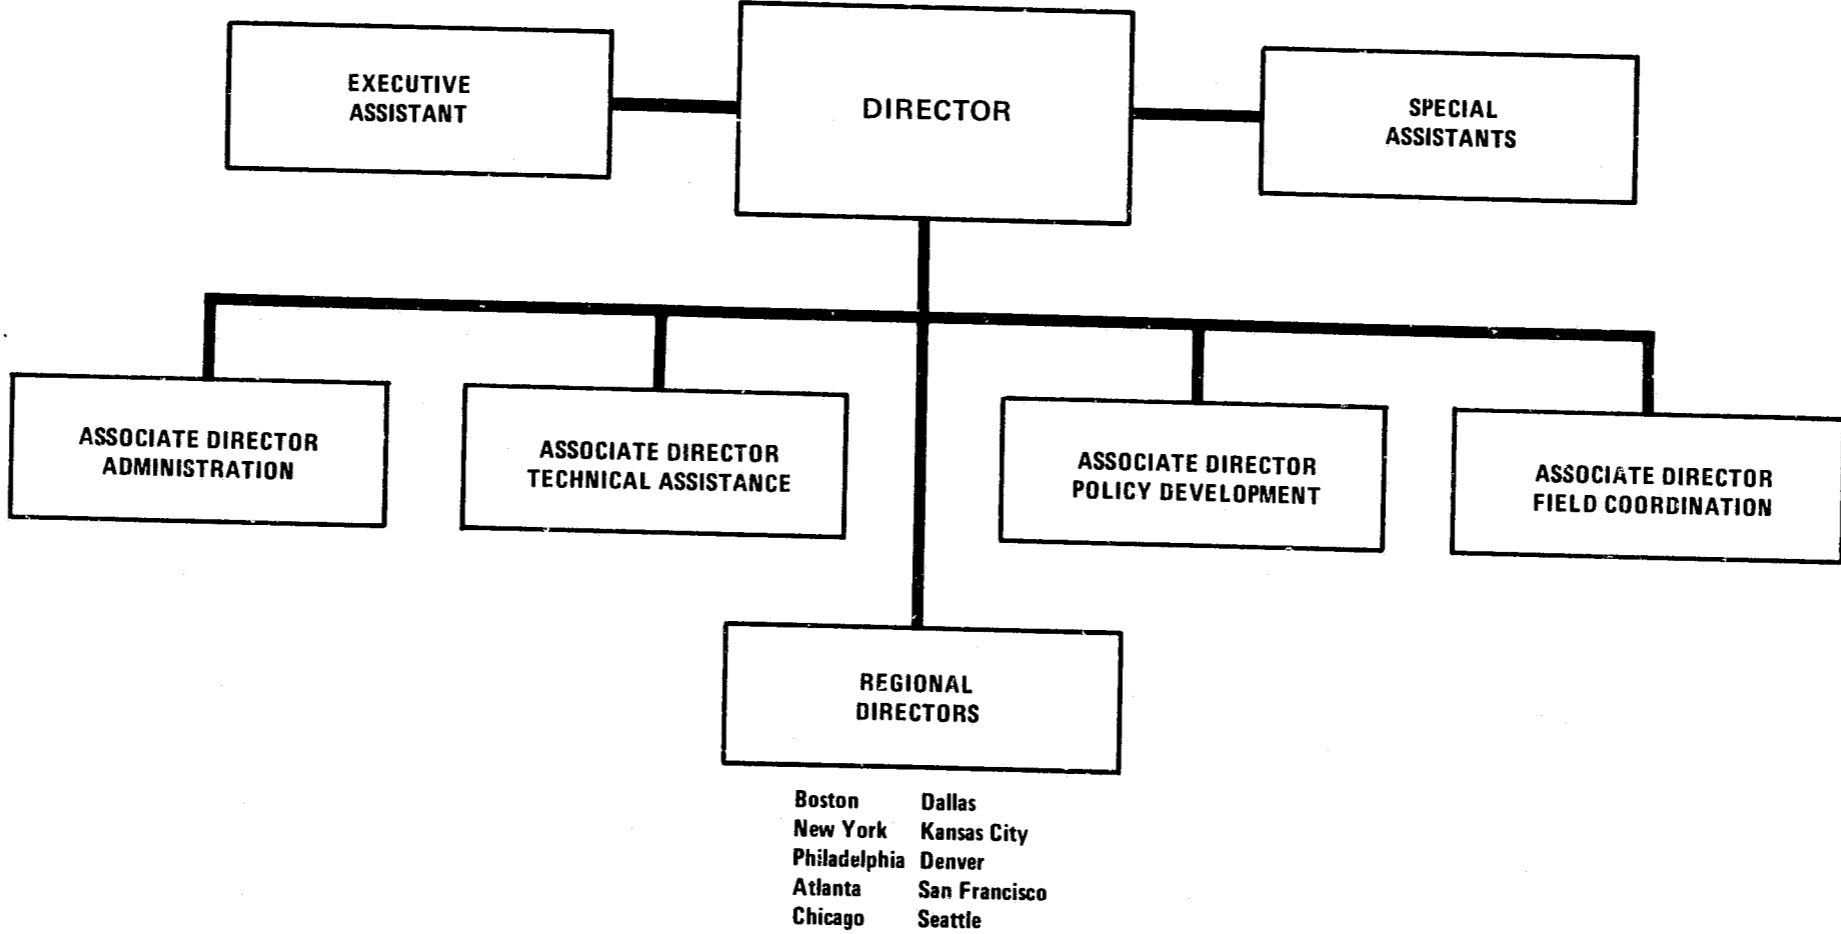 EXECUTIVE
ASSISTANT
DIRECTOR
SPECIAL
ASSISTANTS
ASSOCIATE DIRECTOR
ADMINISTRATION
ASSOCIATE DIRECTOR
TECHNICAL ASSISTANCE
ASSOCIATE DIRECTOR
POLICY DEVELOPMENT
ASSOCIATE DIRECTOR
FIELD COORDINATION
REGIONAL
DIRECTORS
Boston Dallas
New York Kansas City
Philadelphia Denver
Atlanta San Francisco
Chicago Seattle